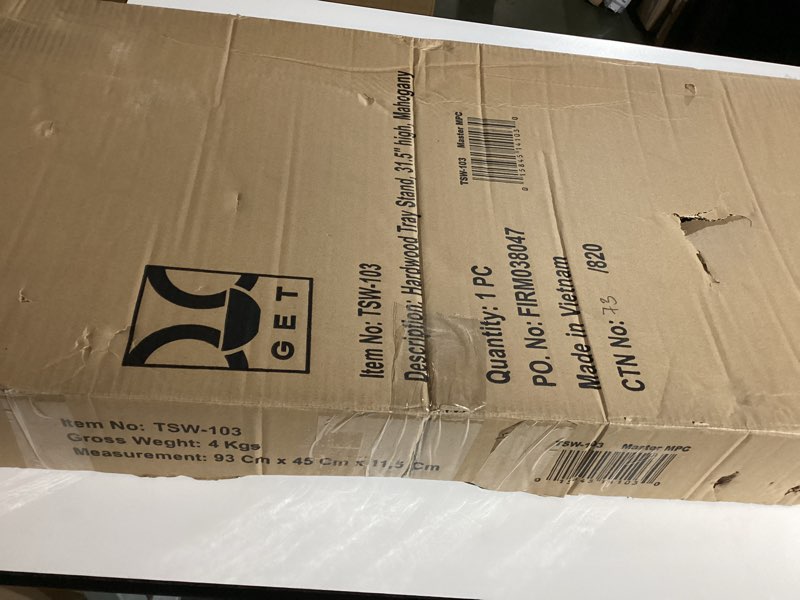 GET
Item No: TSW-103
Description: Hardwood Tray Stand, 31.5" high, Mahogany
Quantity: 1 PC
PO. No: FIRM038047
Made in Vietnam
CTN No: 73 /820
TSW-103 Master MPC
Item No: TSW-103
Gross Weght: 4 Kgs
Measurement: 93 Cm x 45 Cm x 11,5 Cm
TSW-103 Master MPC